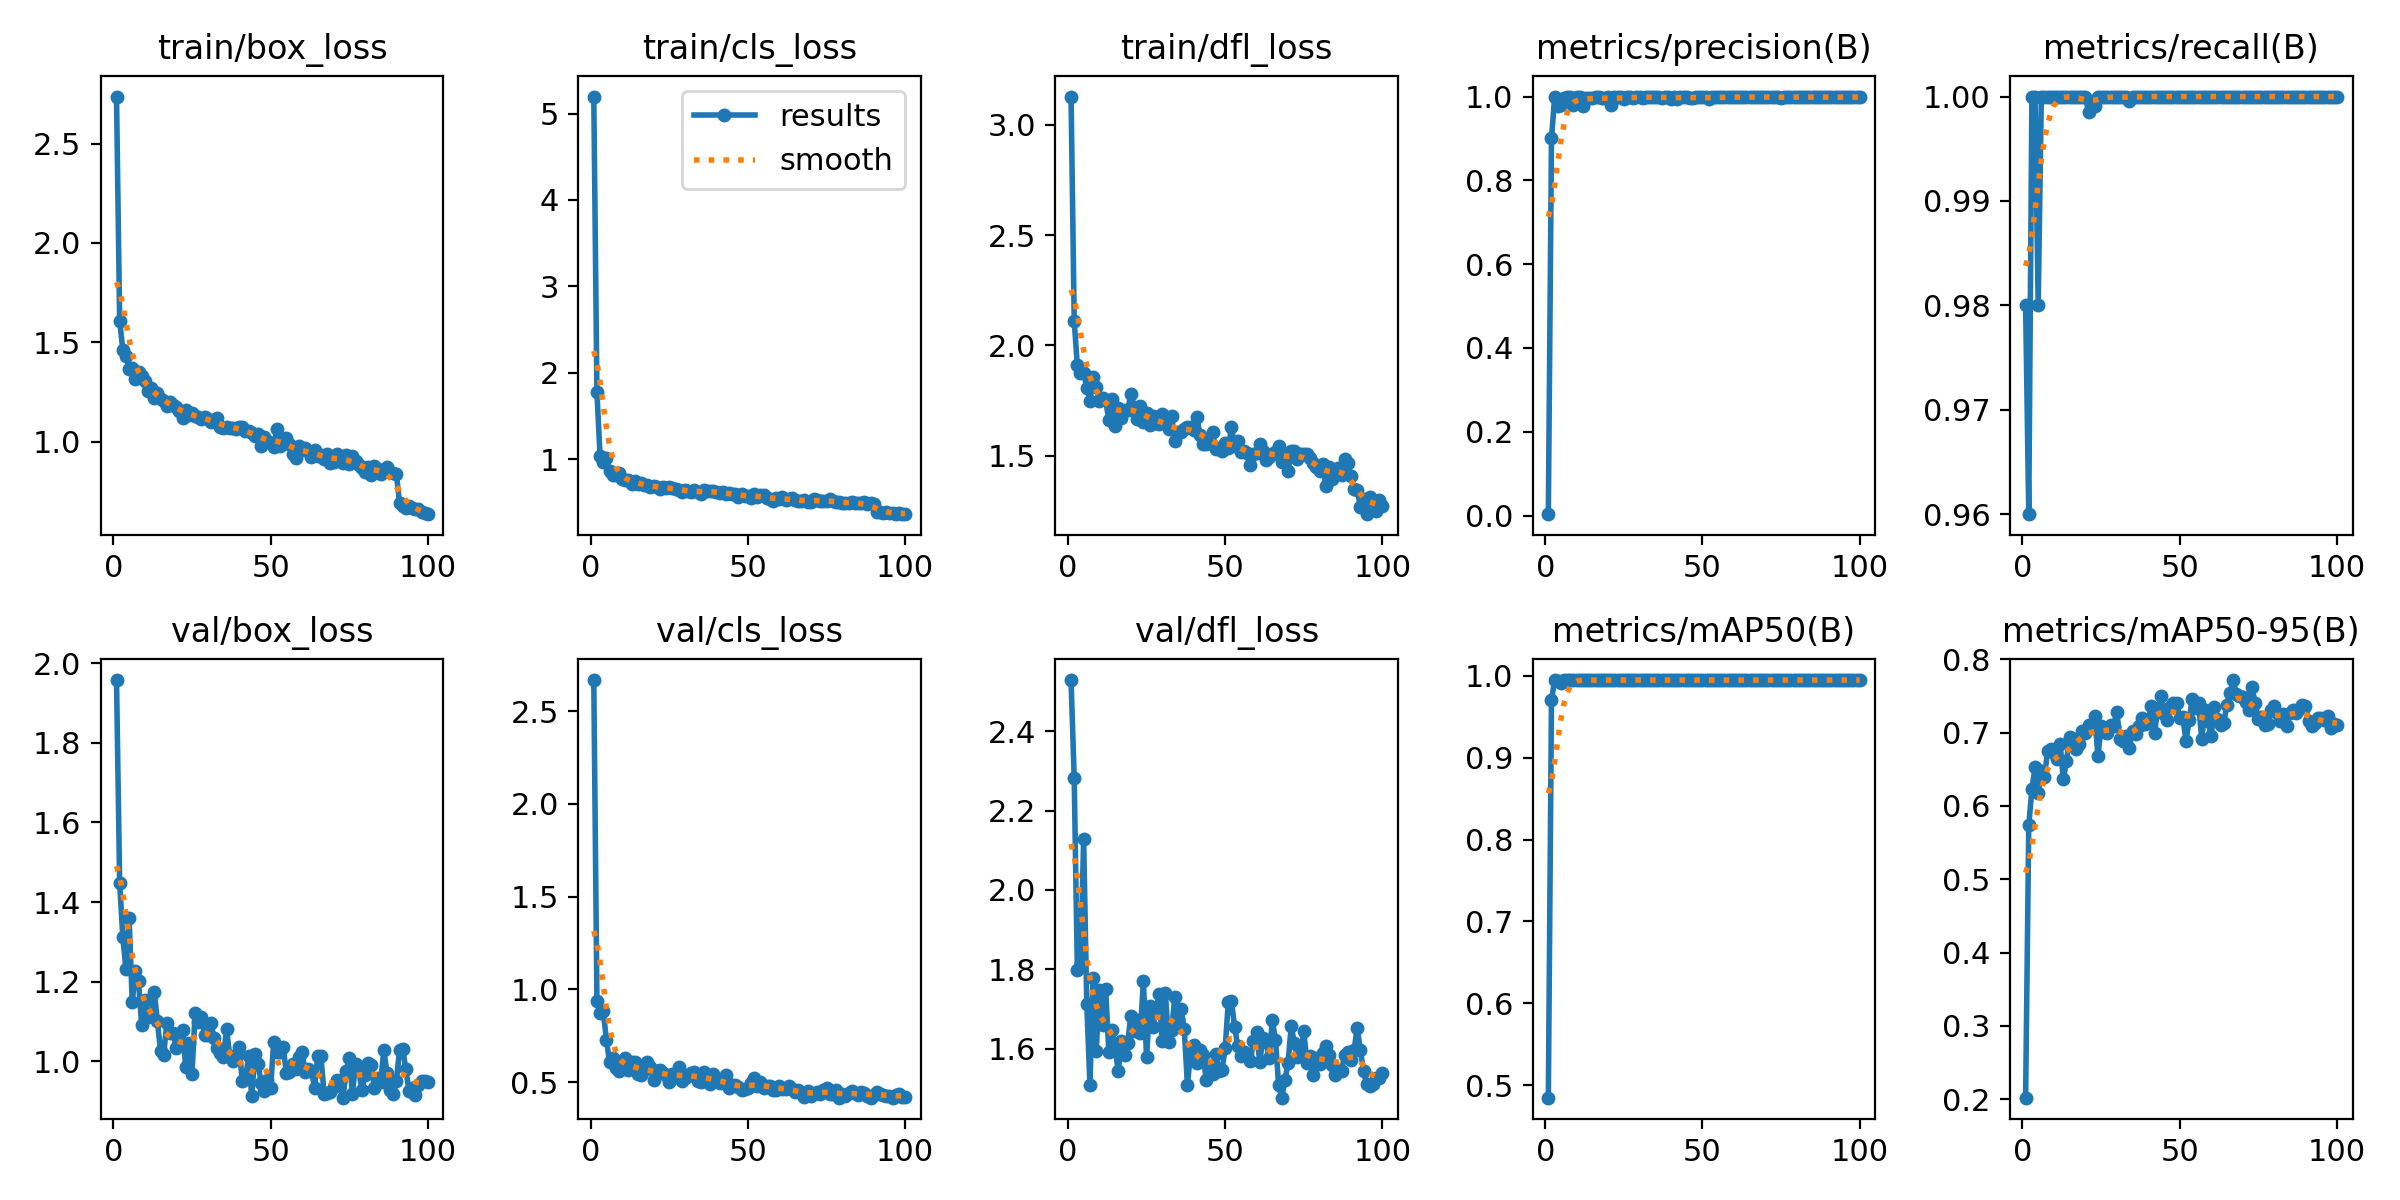 train/box_loss
2.5
2.0
1.5
1.0
0 50 100
train/cls_loss
results
smooth
5
4
3
2
1
0 50 100
train/dfl_loss
3.0
2.5
2.0
1.5
0 50 100
metrics/precision(B)
1.0
0.8
0.6
0.4
0.2
0.0
0 50 100
metrics/recall(B)
1.00
0.99
0.98
0.97
0.96
0 50 100
val/box_loss
2.0
1.8
1.6
1.4
1.2
1.0
0 50 100
val/cls_loss
2.5
2.0
1.5
1.0
0.5
0 50 100
val/dfl_loss
2.4
2.2
2.0
1.8
1.6
0 50 100
metrics/mAP50(B)
1.0
0.9
0.8
0.7
0.6
0.5
0 50 100
metrics/mAP50-95(B)
0.8
0.7
0.6
0.5
0.4
0.3
0.2
0 50 100